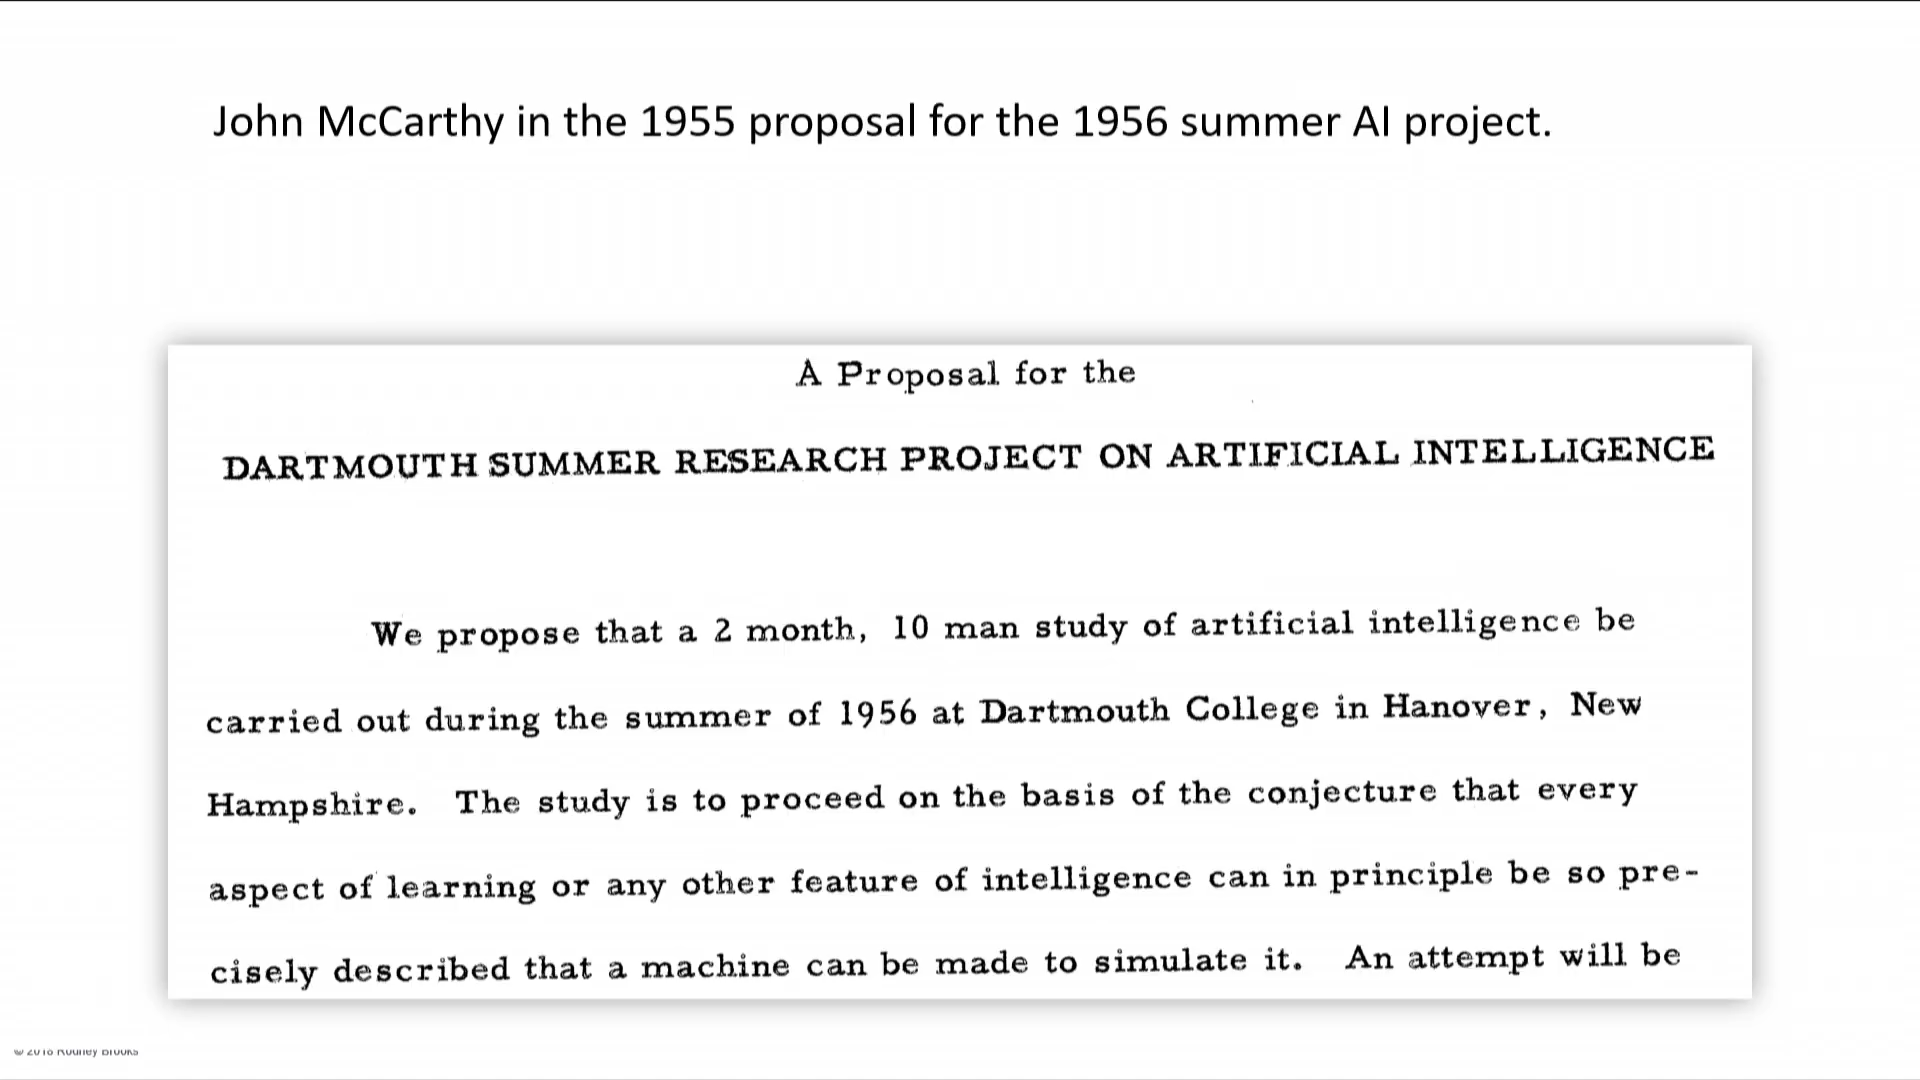 John McCarthy in the 1955 proposal for the 1956 summer AI project.
A Proposal for the
DARTMOUTH SUMMER RESEARCH PROJECT ON ARTIFICIAL INTELLIGENCE
We propose that a 2 month, 10 man study of artificial intelligence be
carried out during the summer of 1956 at Dartmouth College in Hanover, New
Hampshire. The study is to proceed on the basis of the conjecture that every
aspect of learning or any other feature of intelligence can in principle be so pre-
cisely described that a machine can be made to simulate it. An attempt will be
© 2018 Rodney Brooks